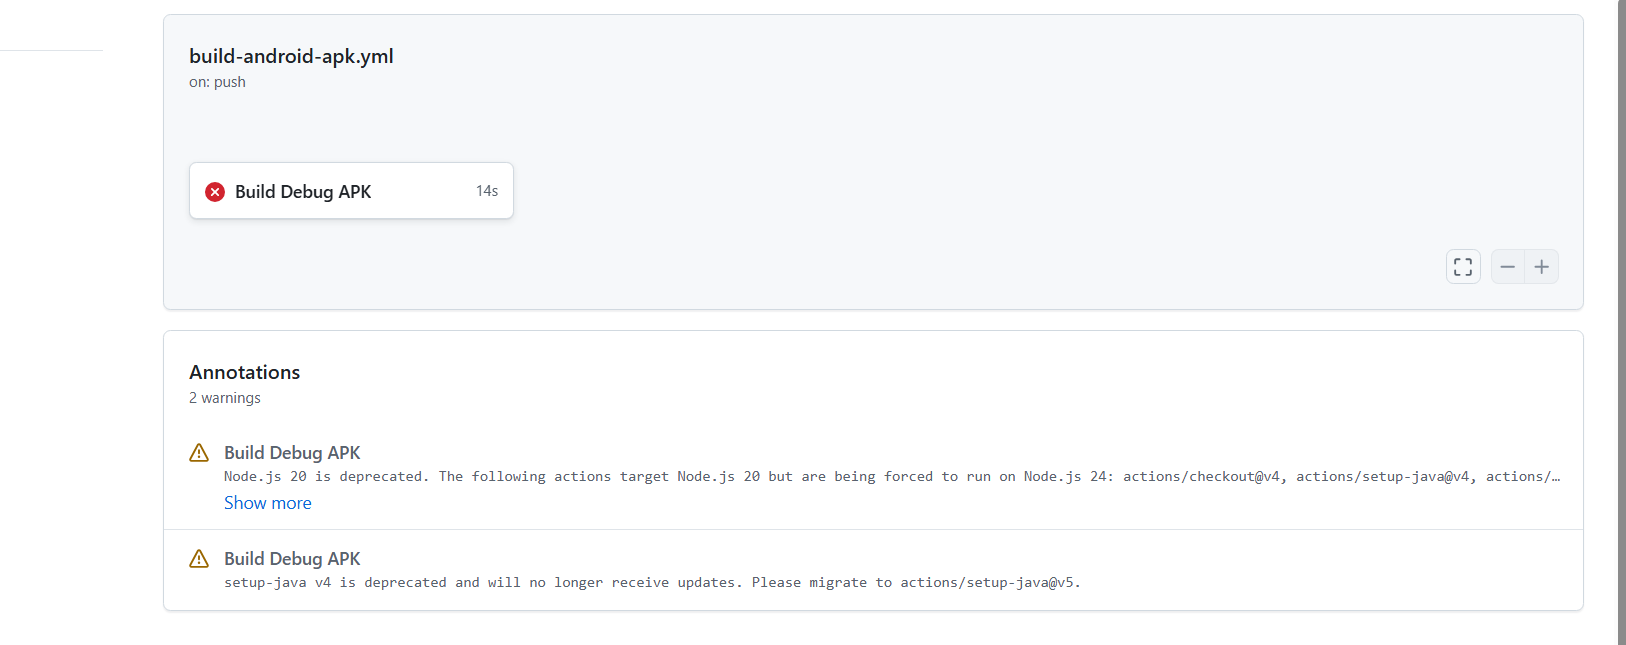 build-android-apk.yml
on: push
Build Debug APK 14s
Annotations
2 warnings
Build Debug APK
Node.js 20 is deprecated. The following actions target Node.js 20 but are being forced to run on Node.js 24: actions/checkout@v4, actions/setup-java@v4, actions/…
Show more
Build Debug APK
setup-java v4 is deprecated and will no longer receive updates. Please migrate to actions/setup-java@v5.